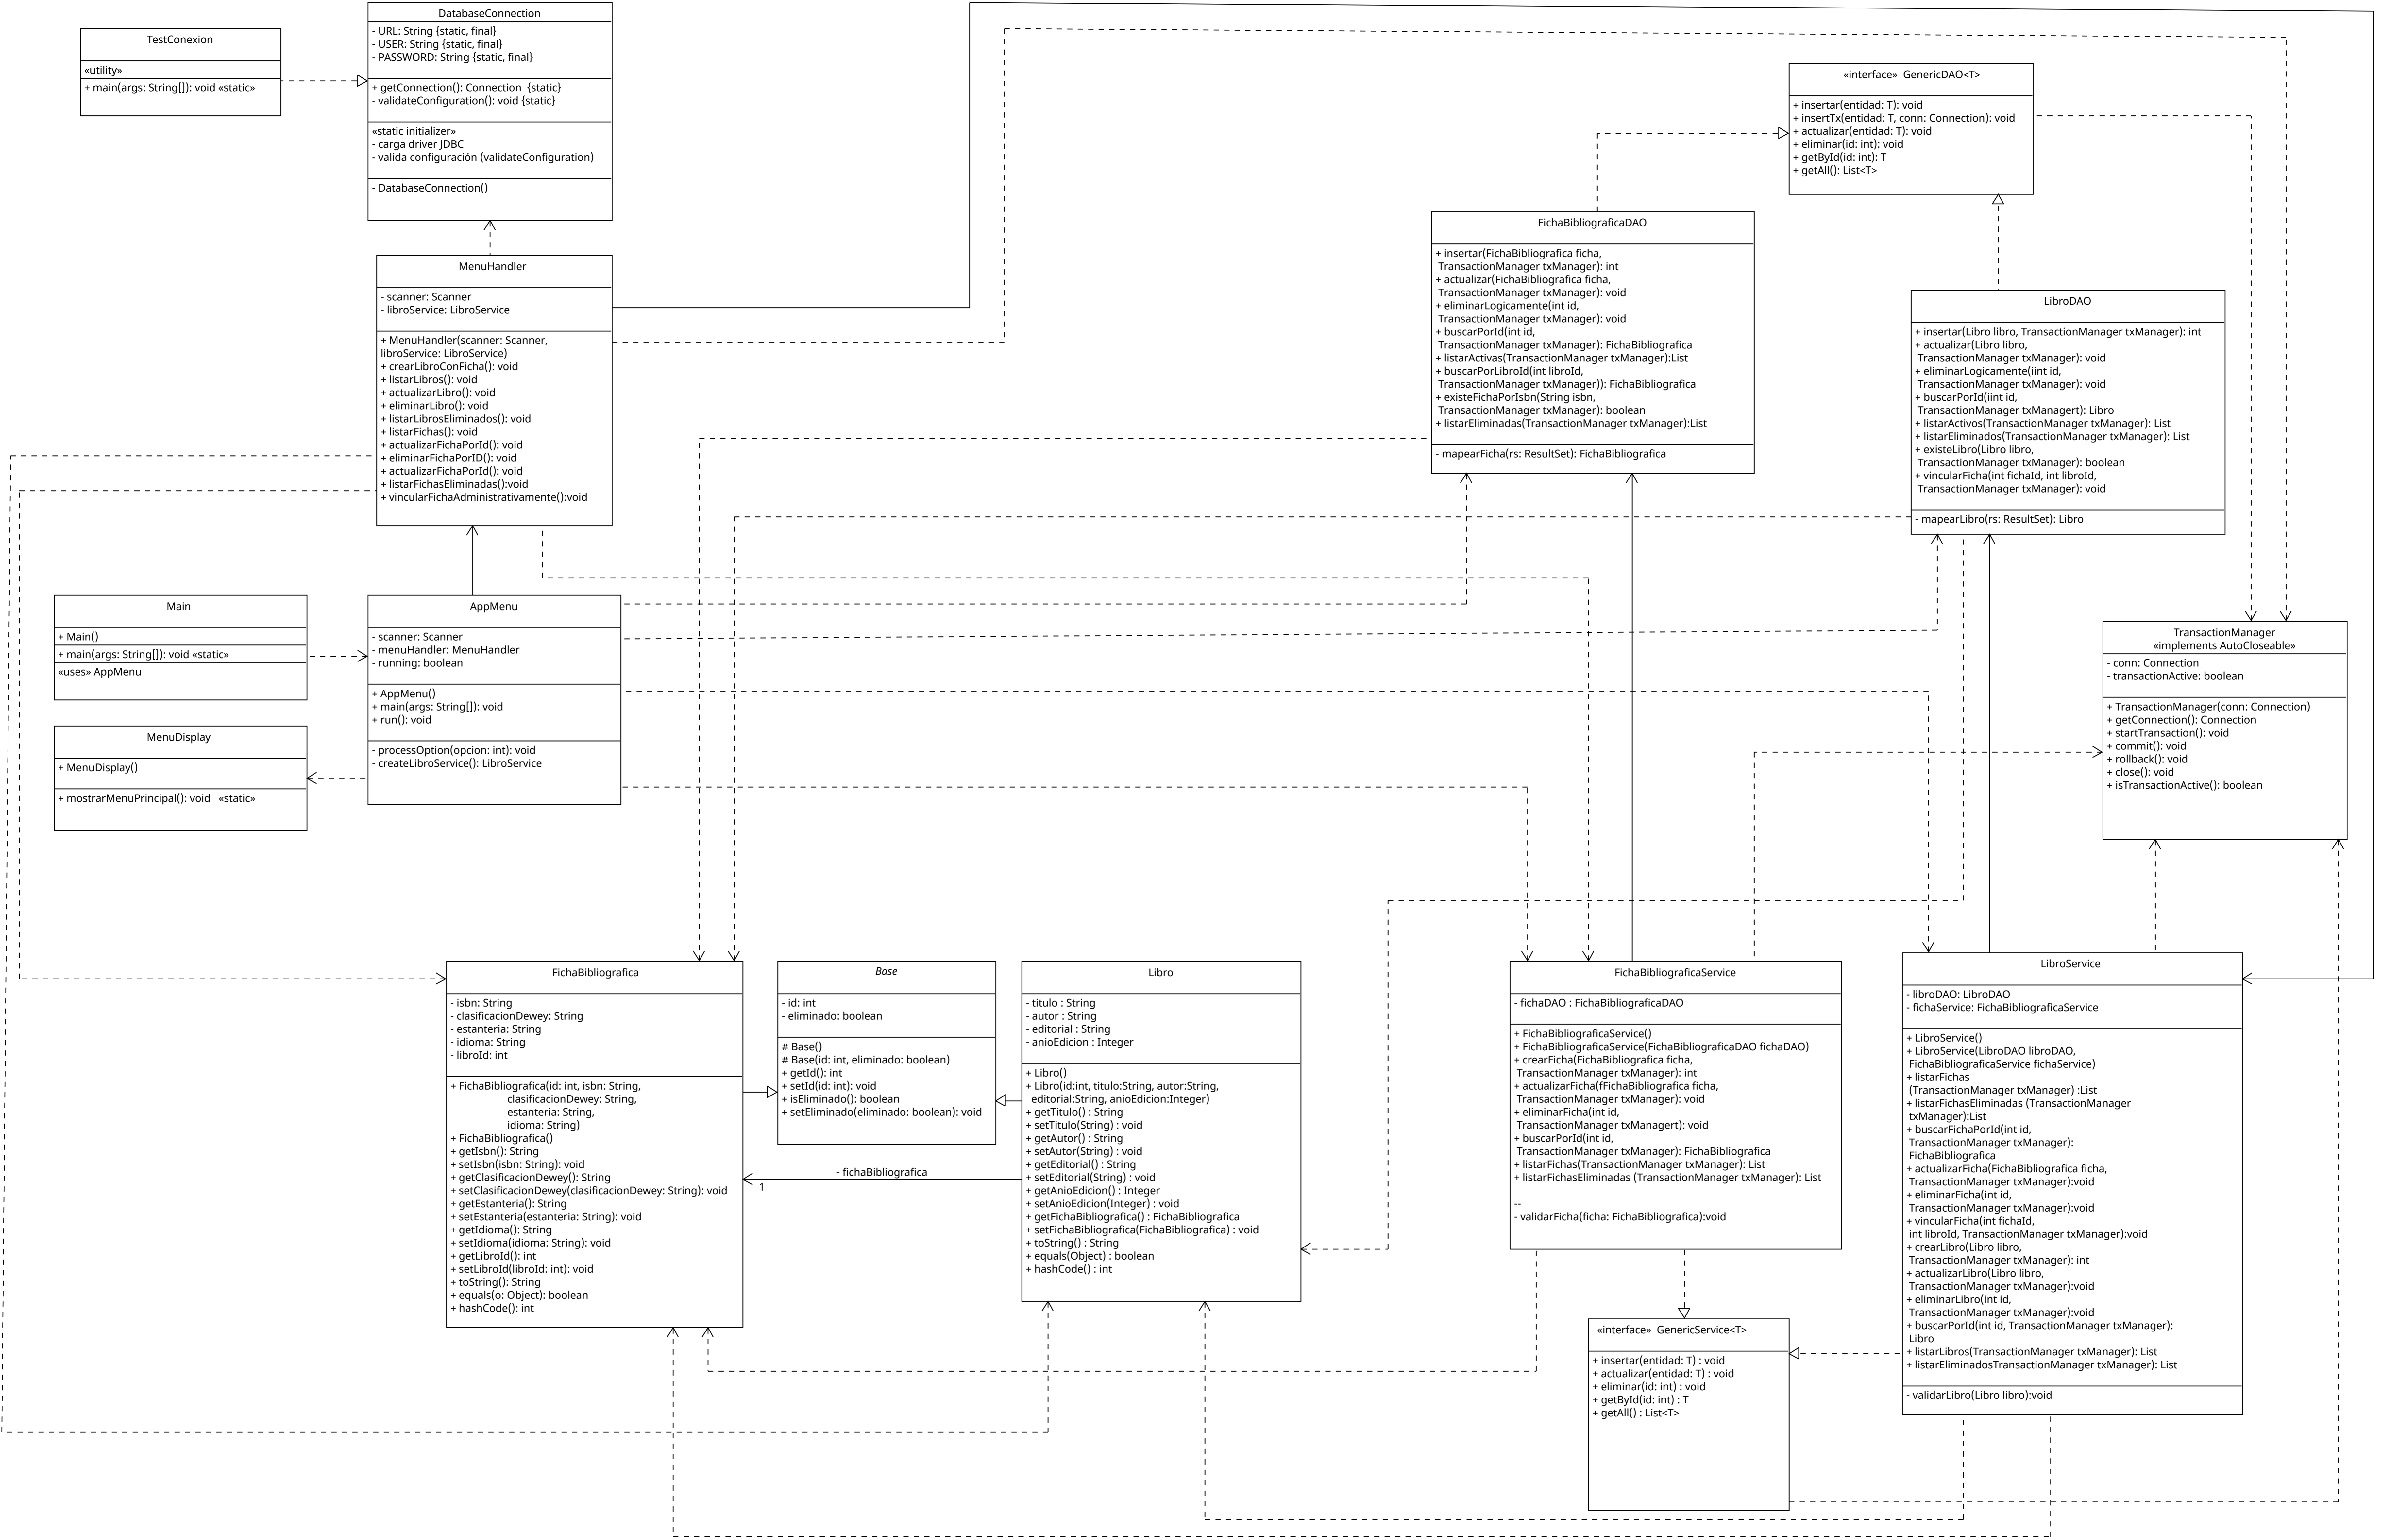 DatabaseConnection
- URL: String {static, final}
- USER: String {static, final}
- PASSWORD: String {static, final}
+ getConnection(): Connection  {static}
- validateConfiguration(): void {static}
«static initializer»
- carga driver JDBC
- valida configuración (validateConfiguration)
- DatabaseConnection()
TestConexion
«utility»
+ main(args: String[]): void «static»
«interface»  GenericDAO<T>
+ insertar(entidad: T): void
+ insertTx(entidad: T, conn: Connection): void
+ actualizar(entidad: T): void
+ eliminar(id: int): void
+ getById(id: int): T
+ getAll(): List<T>
FichaBibliograficaDAO
+ insertar(FichaBibliografica ficha,
TransactionManager txManager): int
+ actualizar(FichaBibliografica ficha,
TransactionManager txManager): void
+ eliminarLogicamente(int id,
TransactionManager txManager): void
+ buscarPorId(int id,
TransactionManager txManager): FichaBibliografica
+ listarActivas(TransactionManager txManager):List
+ buscarPorLibroId(int libroId,
TransactionManager txManager)): FichaBibliografica
+ existeFichaPorIsbn(String isbn,
TransactionManager txManager): boolean
+ listarEliminadas(TransactionManager txManager):List
- mapearFicha(rs: ResultSet): FichaBibliografica
MenuHandler
- scanner: Scanner
- libroService: LibroService
+ MenuHandler(scanner: Scanner,
libroService: LibroService)
+ crearLibroConFicha(): void
+ listarLibros(): void
+ actualizarLibro(): void
+ eliminarLibro(): void
+ listarLibrosEliminados(): void
+ listarFichas(): void
+ actualizarFichaPorId(): void
+ eliminarFichaPorID(): void
+ actualizarFichaPorId(): void
+ listarFichasEliminadas():void
+ vincularFichaAdministrativamente():void
LibroDAO
+ insertar(Libro libro, TransactionManager txManager): int
+ actualizar(Libro libro,
TransactionManager txManager): void
+ eliminarLogicamente(iint id,
TransactionManager txManager): void
+ buscarPorId(iint id,
TransactionManager txManagert): Libro
+ listarActivos(TransactionManager txManager): List
+ listarEliminados(TransactionManager txManager): List
+ existeLibro(Libro libro,
TransactionManager txManager): boolean
+ vincularFicha(int fichaId, int libroId,
TransactionManager txManager): void
- mapearLibro(rs: ResultSet): Libro
Main
+ Main()
+ main(args: String[]): void «static»
«uses» AppMenu
AppMenu
- scanner: Scanner
- menuHandler: MenuHandler
- running: boolean
+ AppMenu()
+ main(args: String[]): void
+ run(): void
- processOption(opcion: int): void
- createLibroService(): LibroService
MenuDisplay
+ MenuDisplay()
+ mostrarMenuPrincipal(): void   «static»
TransactionManager
«implements AutoCloseable»
- conn: Connection
- transactionActive: boolean
+ TransactionManager(conn: Connection)
+ getConnection(): Connection
+ startTransaction(): void
+ commit(): void
+ rollback(): void
+ close(): void
+ isTransactionActive(): boolean
FichaBibliografica
- isbn: String
- clasificacionDewey: String
- estanteria: String
- idioma: String
- libroId: int
+ FichaBibliografica(id: int, isbn: String,
clasificacionDewey: String,
estanteria: String,
idioma: String)
+ FichaBibliografica()
+ getIsbn(): String
+ setIsbn(isbn: String): void
+ getClasificacionDewey(): String
+ setClasificacionDewey(clasificacionDewey: String): void
+ getEstanteria(): String
+ setEstanteria(estanteria: String): void
+ getIdioma(): String
+ setIdioma(idioma: String): void
+ getLibroId(): int
+ setLibroId(libroId: int): void
+ toString(): String
+ equals(o: Object): boolean
+ hashCode(): int
Base
- id: int
- eliminado: boolean
# Base()
# Base(id: int, eliminado: boolean)
+ getId(): int
+ setId(id: int): void
+ isEliminado(): boolean
+ setEliminado(eliminado: boolean): void
- fichaBibliografica
1
Libro
- titulo : String
- autor : String
- editorial : String
- anioEdicion : Integer
+ Libro()
+ Libro(id:int, titulo:String, autor:String,
editorial:String, anioEdicion:Integer)
+ getTitulo() : String
+ setTitulo(String) : void
+ getAutor() : String
+ setAutor(String) : void
+ getEditorial() : String
+ setEditorial(String) : void
+ getAnioEdicion() : Integer
+ setAnioEdicion(Integer) : void
+ getFichaBibliografica() : FichaBibliografica
+ setFichaBibliografica(FichaBibliografica) : void
+ toString() : String
+ equals(Object) : boolean
+ hashCode() : int
FichaBibliograficaService
- fichaDAO : FichaBibliograficaDAO
+ FichaBibliograficaService()
+ FichaBibliograficaService(FichaBibliograficaDAO fichaDAO)
+ crearFicha(FichaBibliografica ficha,
TransactionManager txManager): int
+ actualizarFicha(fFichaBibliografica ficha,
TransactionManager txManager): void
+ eliminarFicha(int id,
TransactionManager txManagert): void
+ buscarPorId(int id,
TransactionManager txManager): FichaBibliografica
+ listarFichas(TransactionManager txManager): List
+ listarFichasEliminadas (TransactionManager txManager): List
--
- validarFicha(ficha: FichaBibliografica):void
LibroService
- libroDAO: LibroDAO
- fichaService: FichaBibliograficaService
+ LibroService()
+ LibroService(LibroDAO libroDAO,
FichaBibliograficaService fichaService)
+ listarFichas
(TransactionManager txManager) :List
+ listarFichasEliminadas (TransactionManager
txManager):List
+ buscarFichaPorId(int id,
TransactionManager txManager):
FichaBibliografica
+ actualizarFicha(FichaBibliografica ficha,
TransactionManager txManager):void
+ eliminarFicha(int id,
TransactionManager txManager):void
+ vincularFicha(int fichaId,
int libroId, TransactionManager txManager):void
+ crearLibro(Libro libro,
TransactionManager txManager): int
+ actualizarLibro(Libro libro,
TransactionManager txManager):void
+ eliminarLibro(int id,
TransactionManager txManager):void
+ buscarPorId(int id, TransactionManager txManager):
Libro
+ listarLibros(TransactionManager txManager): List
+ listarEliminadosTransactionManager txManager): List
- validarLibro(Libro libro):void
«interface»  GenericService<T>
+ insertar(entidad: T) : void
+ actualizar(entidad: T) : void
+ eliminar(id: int) : void
+ getById(id: int) : T
+ getAll() : List<T>